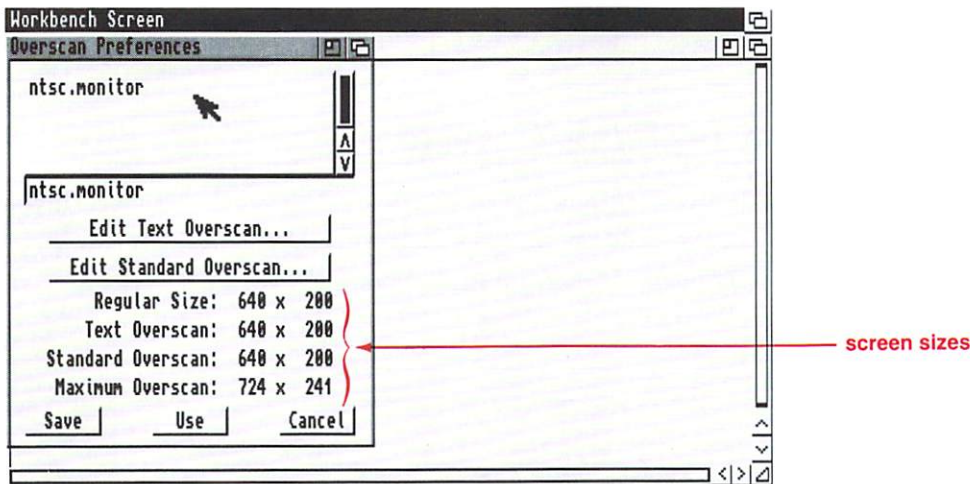 Workbench Screen
Overscan Preferences
ntsc.monitor
ntsc.monitor
Edit Text Overscan...
Edit Standard Overscan...
Regular Size: 640 x 200
Text Overscan: 640 x 200
Standard Overscan: 640 x 200
Maximum Overscan: 724 x 241
screen sizes
Save Use Cancel